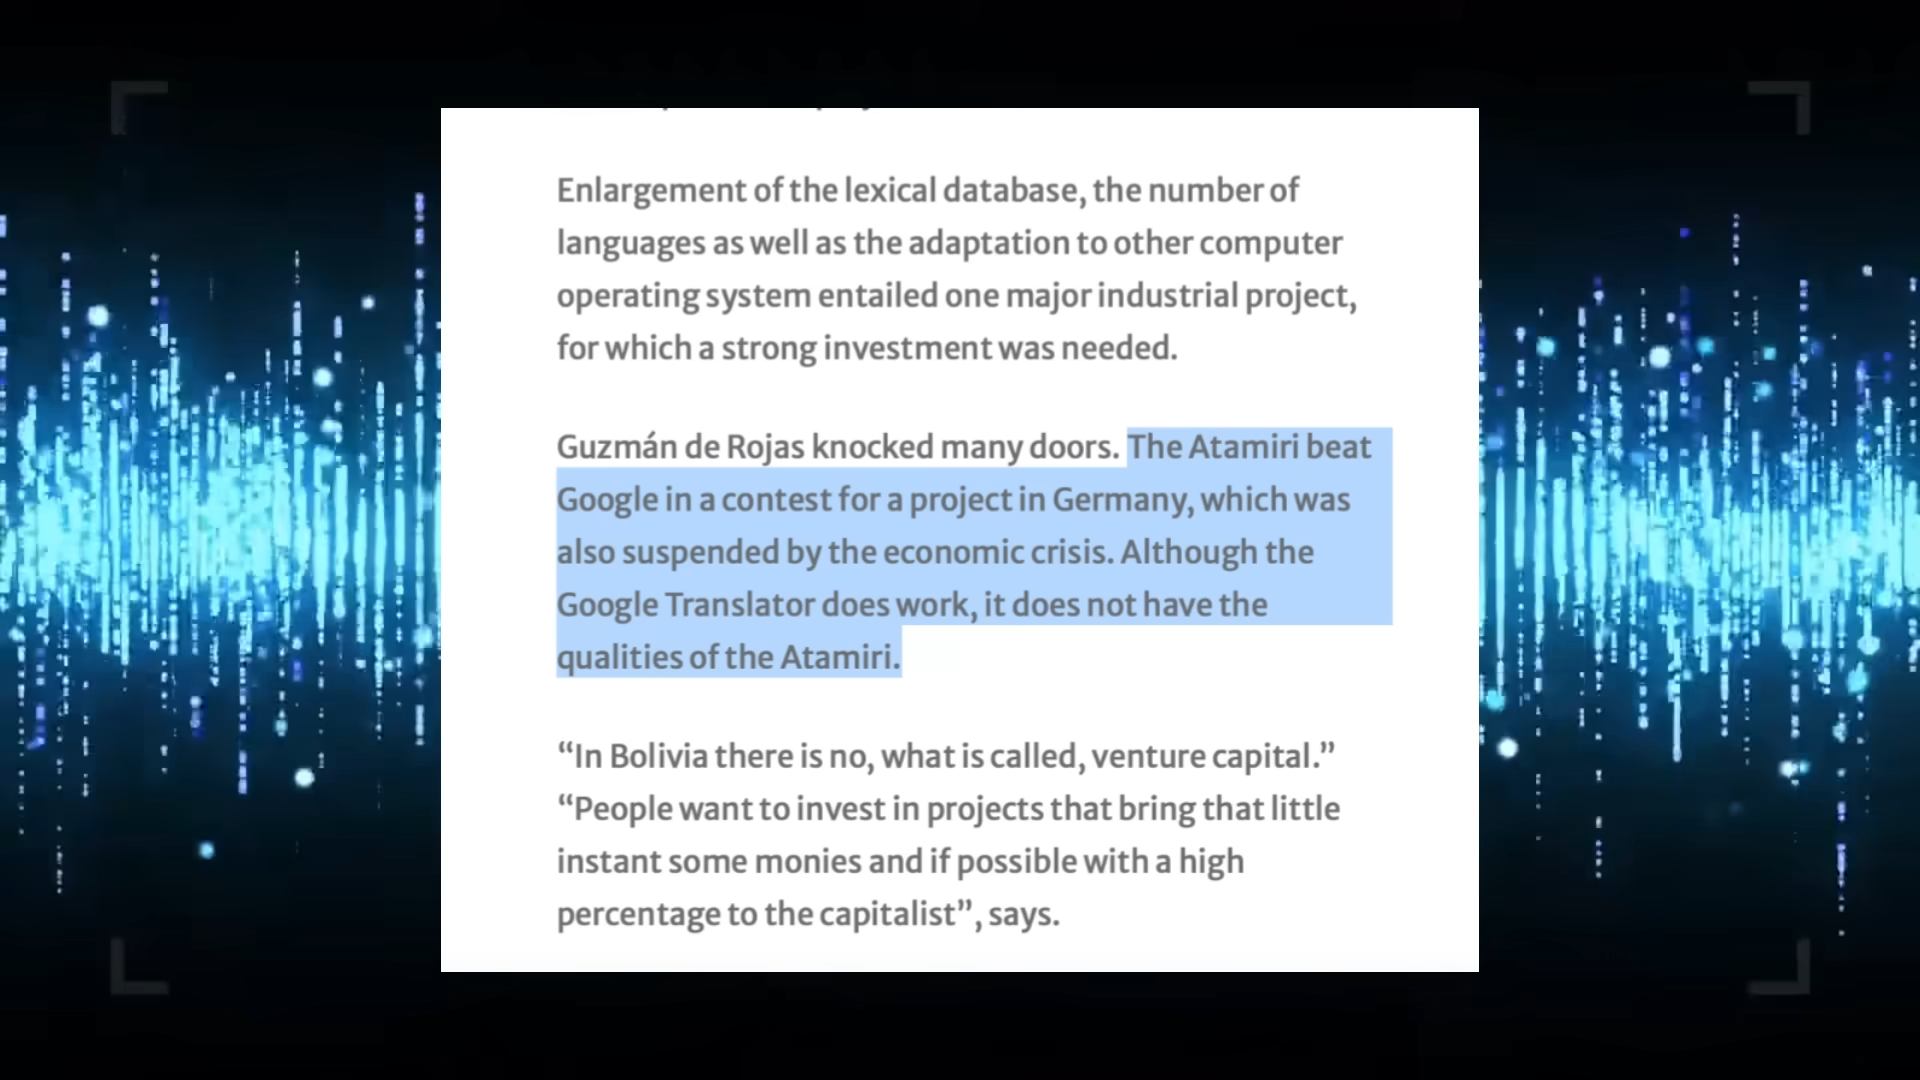 Enlargement of the lexical database, the number of
languages as well as the adaptation to other computer
operating system entailed one major industrial project,
for which a strong investment was needed.
Guzmán de Rojas knocked many doors. The Atamiri beat
Google in a contest for a project in Germany, which was
also suspended by the economic crisis. Although the
Google Translator does work, it does not have the
qualities of the Atamiri.
“In Bolivia there is no, what is called, venture capital.”
“People want to invest in projects that bring that little
instant some monies and if possible with a high
percentage to the capitalist”, says.